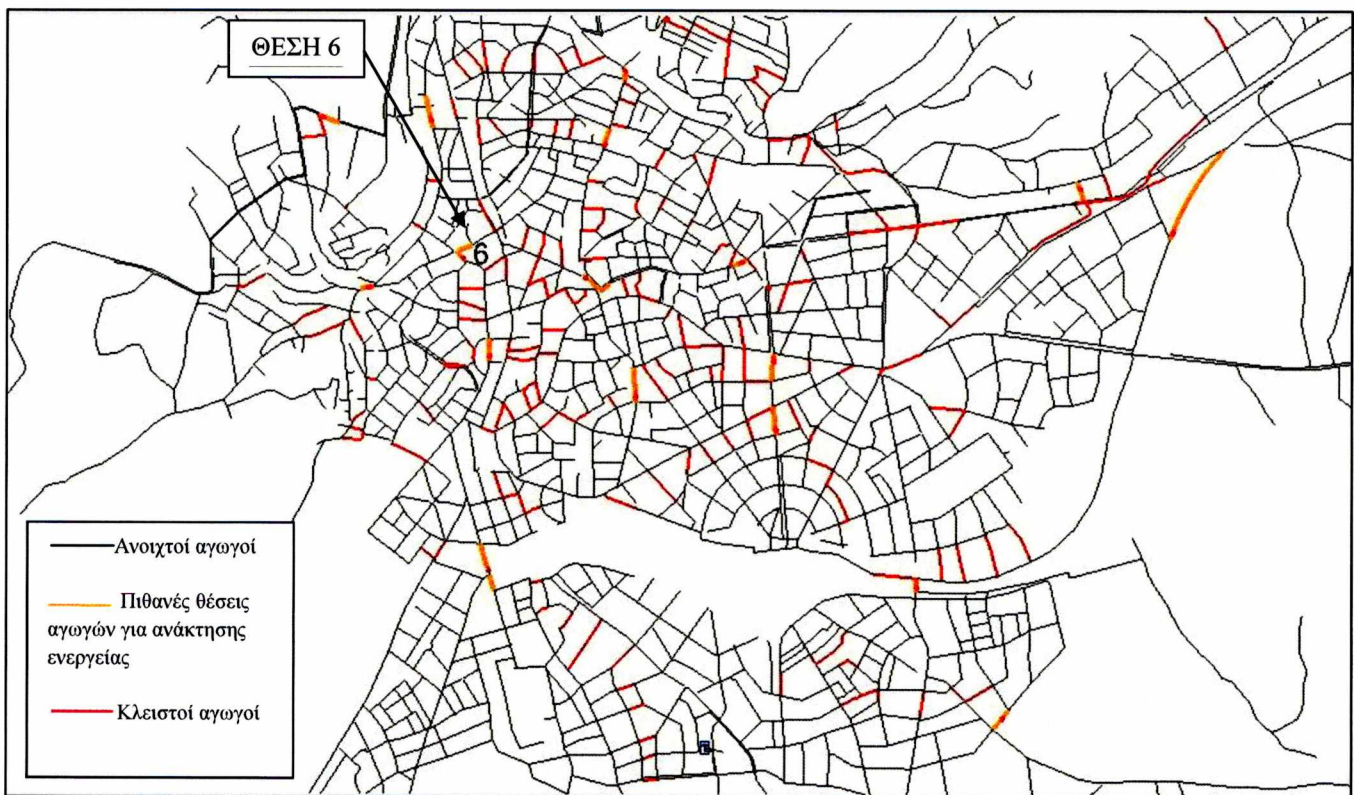 ΘΕΣΗ 6
6
Ανοιχτοί αγωγοί
Πιθανές θέσεις
αγωγών για ανάκτησης
ενεργείας
Κλειστοί αγωγοί